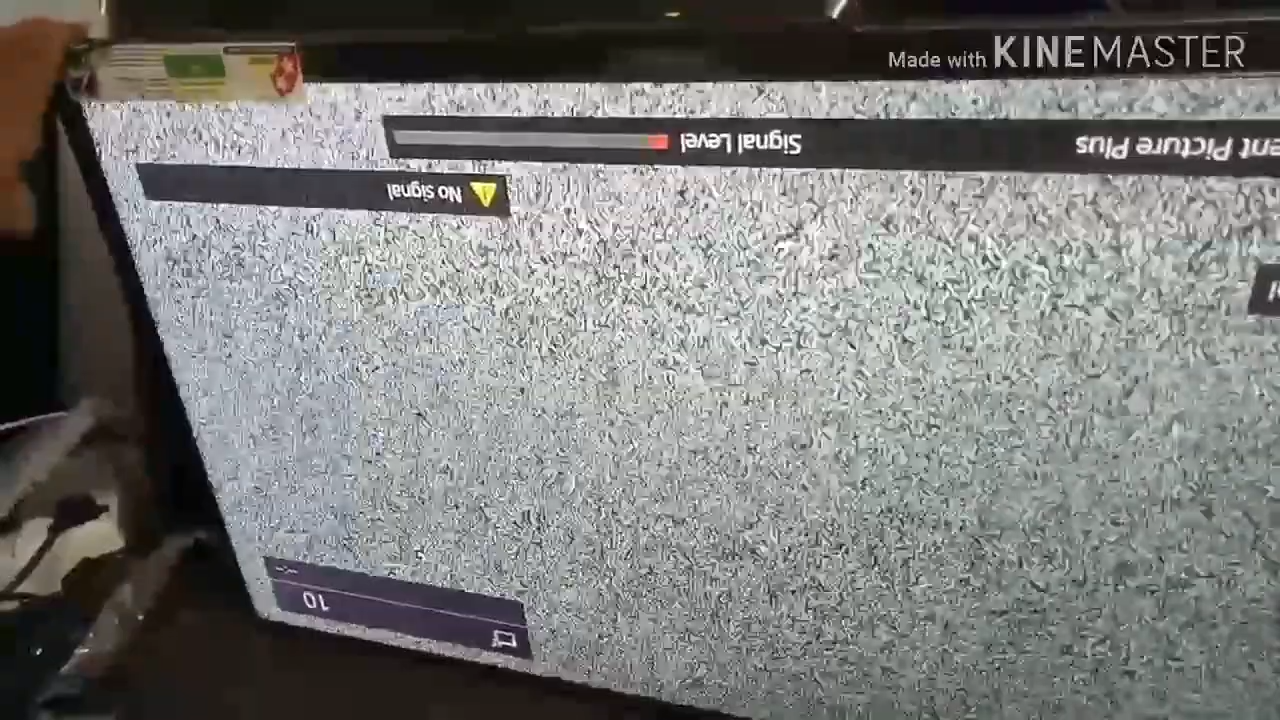 Made with KINEMASTER
ent Picture Plus
Signal Level
No Signal
10